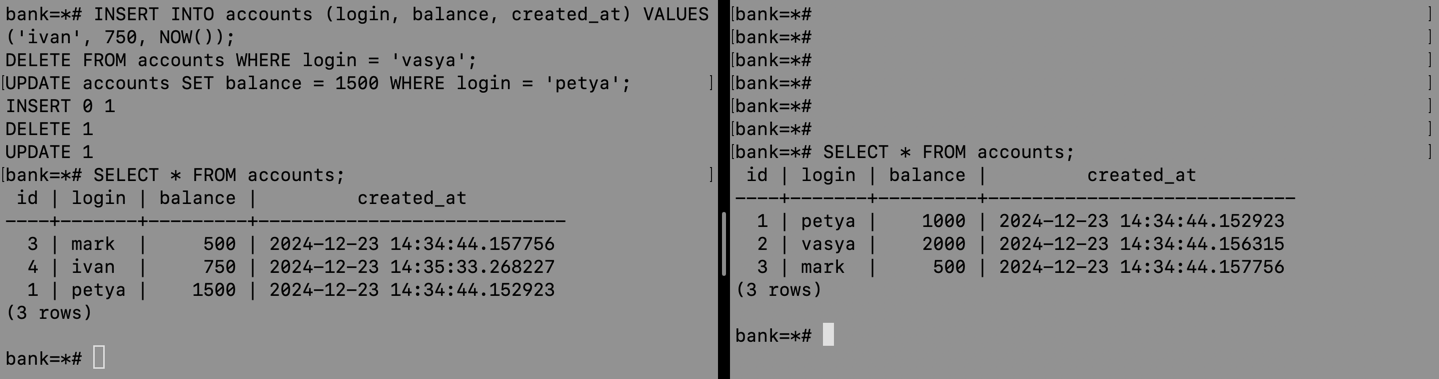 bank=*# INSERT INTO accounts (login, balance, created_at) VALUES
('ivan', 750, NOW());
DELETE FROM accounts WHERE login = 'vasya';
[UPDATE accounts SET balance = 1500 WHERE login = 'petya'; ]
INSERT 0 1
DELETE 1
UPDATE 1
[bank=*# SELECT * FROM accounts; ]
 id | login | balance |         created_at
----+-------+---------+----------------------------
  3 | mark  |     500 | 2024-12-23 14:34:44.157756
  4 | ivan  |     750 | 2024-12-23 14:35:33.268227
  1 | petya |    1500 | 2024-12-23 14:34:44.152923
(3 rows)
bank=*#
[bank=*# ]
[bank=*# ]
[bank=*# ]
[bank=*# ]
[bank=*# ]
[bank=*# ]
[bank=*# SELECT * FROM accounts; ]
 id | login | balance |         created_at
----+-------+---------+----------------------------
  1 | petya |    1000 | 2024-12-23 14:34:44.152923
  2 | vasya |    2000 | 2024-12-23 14:34:44.156315
  3 | mark  |     500 | 2024-12-23 14:34:44.157756
(3 rows)
bank=*#